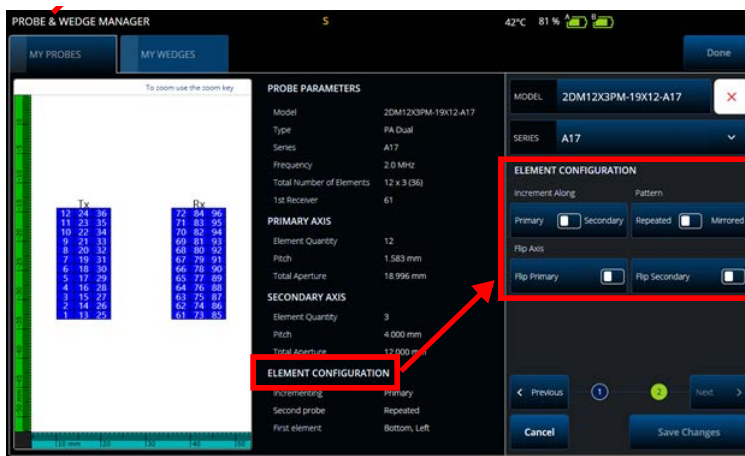 PROBE & WEDGE MANAGER
S
42°C 81 % A B
MY PROBES
MY WEDGES
Done
To zoom use the zoom key
Tx
Rx
12 24 36
11 23 35
10 22 34
9 21 33
8 20 32
7 19 31
6 18 30
5 17 29
4 16 28
3 15 27
2 14 26
1 13 25
72 84 96
71 83 95
70 82 94
69 81 93
68 80 92
67 79 91
66 78 90
65 77 89
64 76 88
63 75 87
62 74 86
61 73 85
|10 mm |20 |30 |40 |50
PROBE PARAMETERS
Model 2DM12X3PM-19X12-A17
Type PA Dual
Series A17
Frequency 2.0 MHz
Total Number of Elements 12 x 3 (36)
1st Receiver 61
PRIMARY AXIS
Element Quantity 12
Pitch 1.583 mm
Total Aperture 18.996 mm
SECONDARY AXIS
Element Quantity 3
Pitch 4.000 mm
Total Aperture 12.000 mm
ELEMENT CONFIGURATION
Incrementing Primary
Second probe Repeated
First element Bottom, Left
MODEL 2DM12X3PM-19X12-A17
SERIES A17
ELEMENT CONFIGURATION
Increment Along Pattern
Primary Secondary Repeated Mirrored
Flip Axis
Flip Primary Flip Secondary
Previous 1 2 Next
Cancel Save Changes